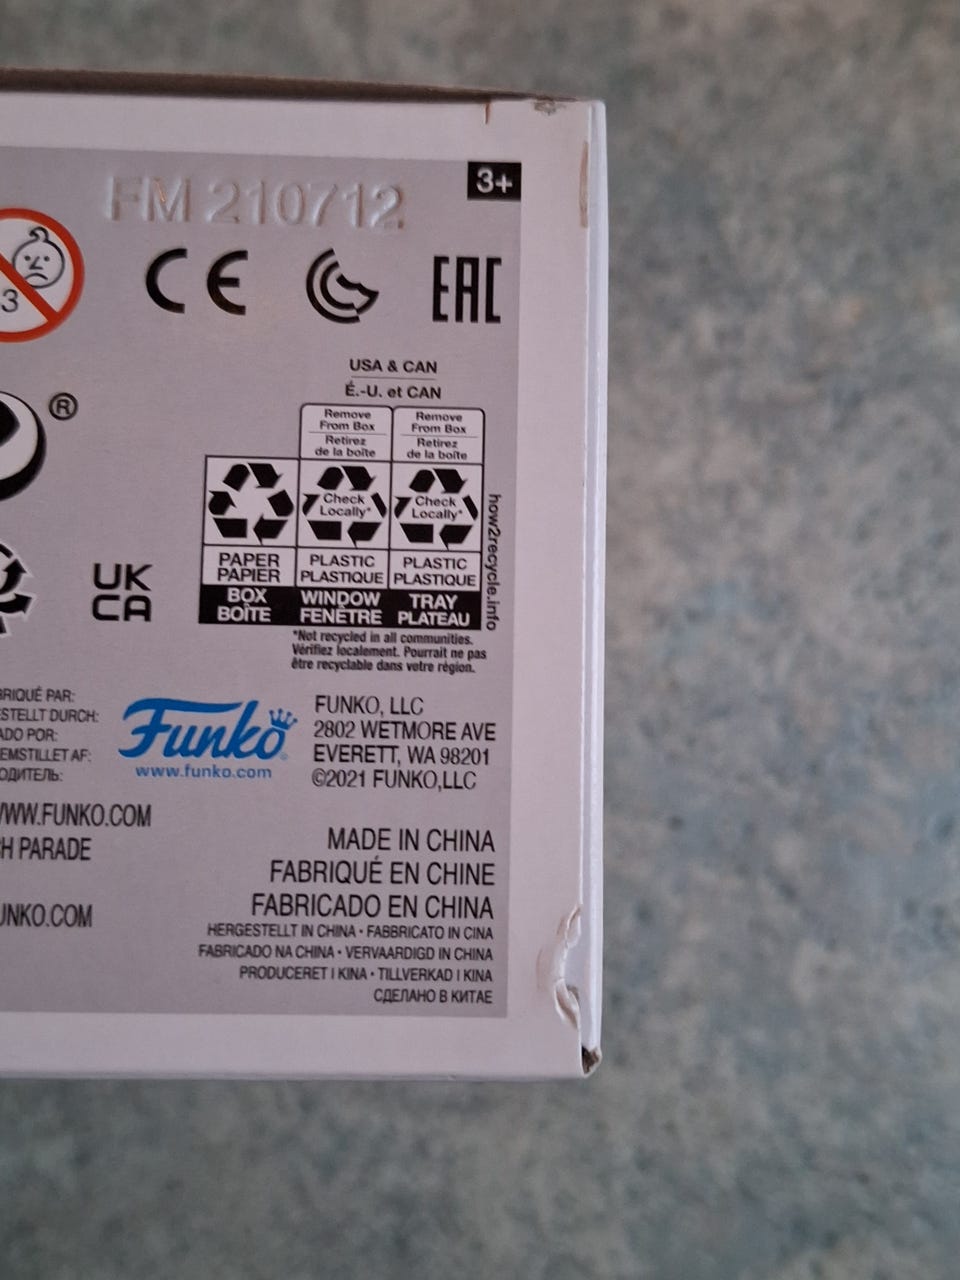 FM 210712
3+
3
CE
EAC
USA & CAN
É.-U. et CAN
®
Remove
From Box
Retirez
de la boîte
Remove
From Box
Retirez
de la boîte
Check
Locally*
Check
Locally*
how2recycle.info
PAPER
PAPIER
PLASTIC
PLASTIQUE
PLASTIC
PLASTIQUE
BOX
BOÎTE
WINDOW
FENÊTRE
TRAY
PLATEAU
UK
CA
*Not recycled in all communities.
Vérifiez localement. Pourrait ne pas
être recyclable dans votre région.
BRIQUÉ PAR:
ESTELLT DURCH:
ADO POR:
EMSTILLET AF:
ОДИТЕЛЬ:
Funko
www.funko.com
FUNKO, LLC
2802 WETMORE AVE
EVERETT, WA 98201
©2021 FUNKO,LLC
WW.FUNKO.COM
H PARADE
UNKO.COM
MADE IN CHINA
FABRIQUÉ EN CHINE
FABRICADO EN CHINA
HERGESTELLT IN CHINA • FABBRICATO IN CINA
FABRICADO NA CHINA • VERVAARDIGD IN CHINA
PRODUCERET I KINA • TILLVERKAD I KINA
СДЕЛАНО В КИТАЕ